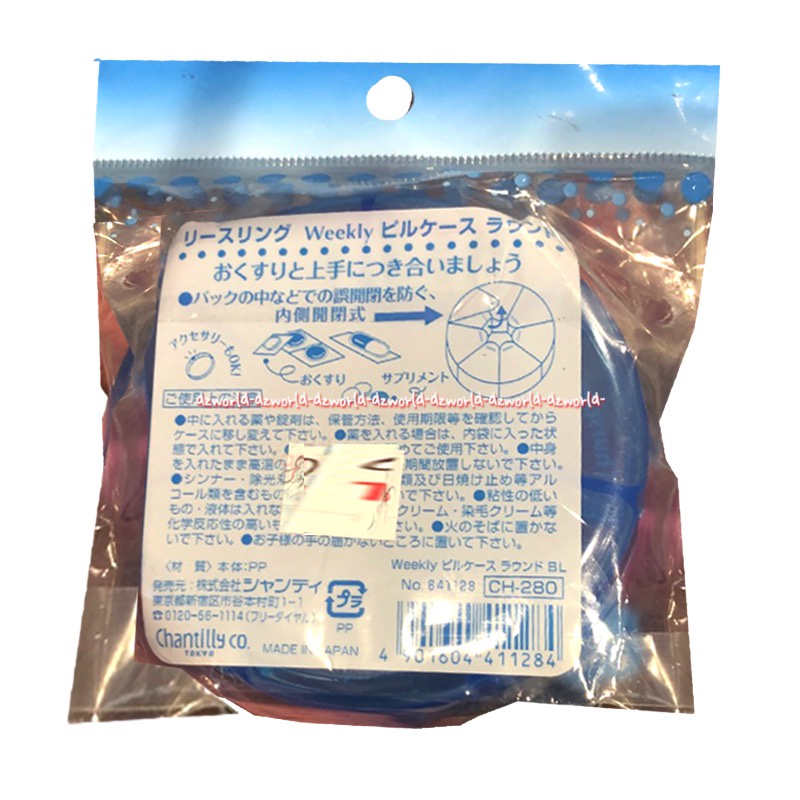 リースリング Weekly ピルケース ラウンド
おくすりと上手につき合いましょう
●バックの中などでの誤開閉を防ぐ、
内側開閉式
アクセサリーもOK!
おくすり
サプリメント
ご使用
-dzworld-dzworld-dzworld-dzworld-dzworld-dzworld-dzworld-
●中に入れる薬や錠剤は、保管方法、使用期限等を確認してから
ケースに移し変えて下さい。●薬を入れる場合は、内袋に入った状
態で入れて下さい。めてご使用下さい。●中身
を入れたまま高温の期間放置しないで下さい。
●シンナー・除光類及び日焼け止め等アル
コール類を含むもので下さい。●粘性の低い
もの・液体は入れなクリーム・染毛クリーム等
化学反応性の高いもい。●火のそばに置かな
いで下さい。●お子様の手の届かないところに置いて下さい。
〈材 質〉本体:PP
発売元:株式会社シャンティ
東京都新宿区市谷本村町1-1
☎0120-56-1114(フリーダイヤル)
Chantilly co.
TOKYO
MADE IN JAPAN
プラ
PP
Weekly ピルケース ラウンド BL
No. 841128 CH-280
4 901604 411284